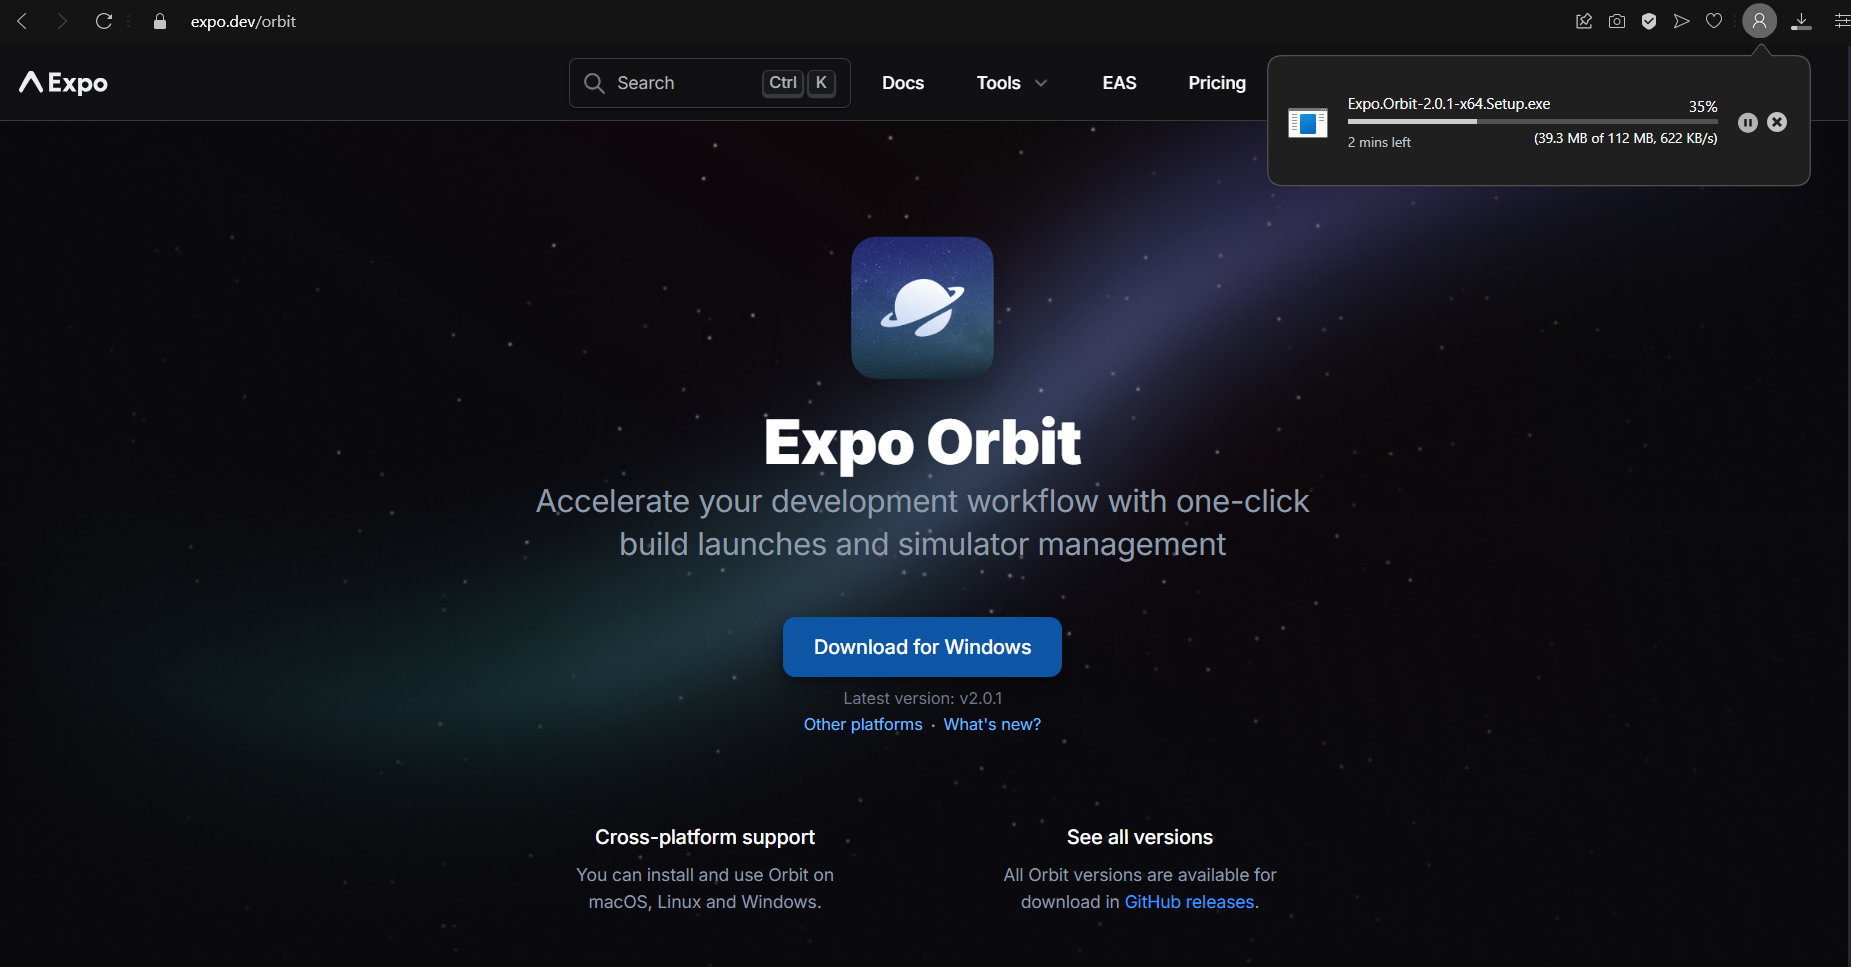 expo.dev/orbit
Expo
Search Ctrl K
Docs
Tools
EAS
Pricing
Expo.Orbit-2.0.1-x64.Setup.exe
35%
2 mins left
(39.3 MB of 112 MB, 622 KB/s)
Expo Orbit
Accelerate your development workflow with one-click
build launches and simulator management
Download for Windows
Latest version: v2.0.1
Other platforms · What's new?
Cross-platform support
You can install and use Orbit on
macOS, Linux and Windows.
See all versions
All Orbit versions are available for
download in GitHub releases.